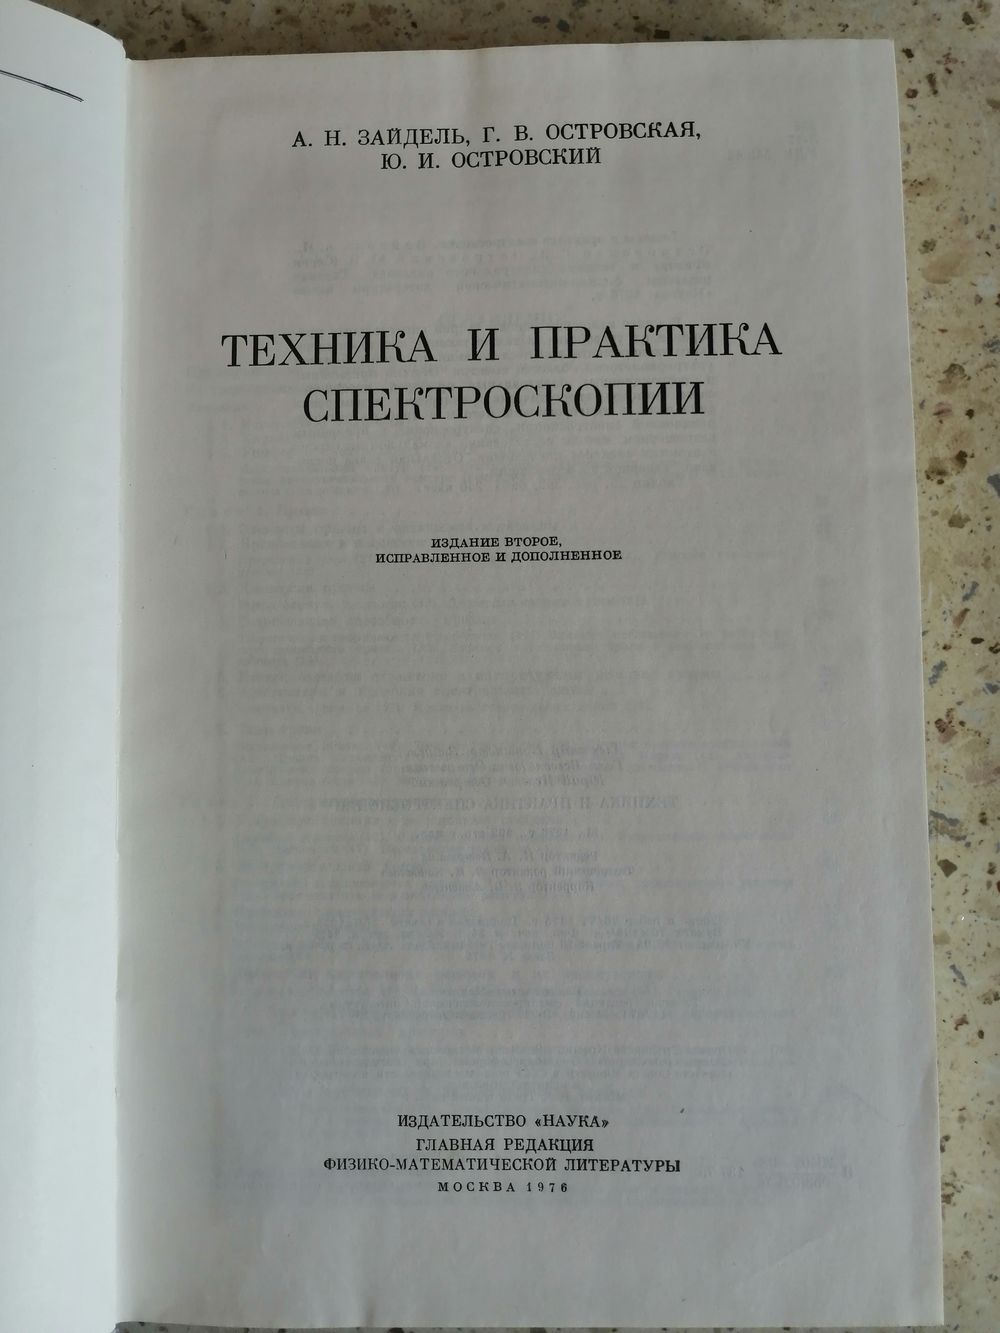 А. Н. ЗАЙДЕЛЬ, Г. В. ОСТРОВСКАЯ,
Ю. И. ОСТРОВСКИЙ
ТЕХНИКА И ПРАКТИКА
СПЕКТРОСКОПИИ
ИЗДАНИЕ ВТОРОЕ,
ИСПРАВЛЕННОЕ И ДОПОЛНЕННОЕ
ИЗДАТЕЛЬСТВО «НАУКА»
ГЛАВНАЯ РЕДАКЦИЯ
ФИЗИКО-МАТЕМАТИЧЕСКОЙ ЛИТЕРАТУРЫ
МОСКВА 1976